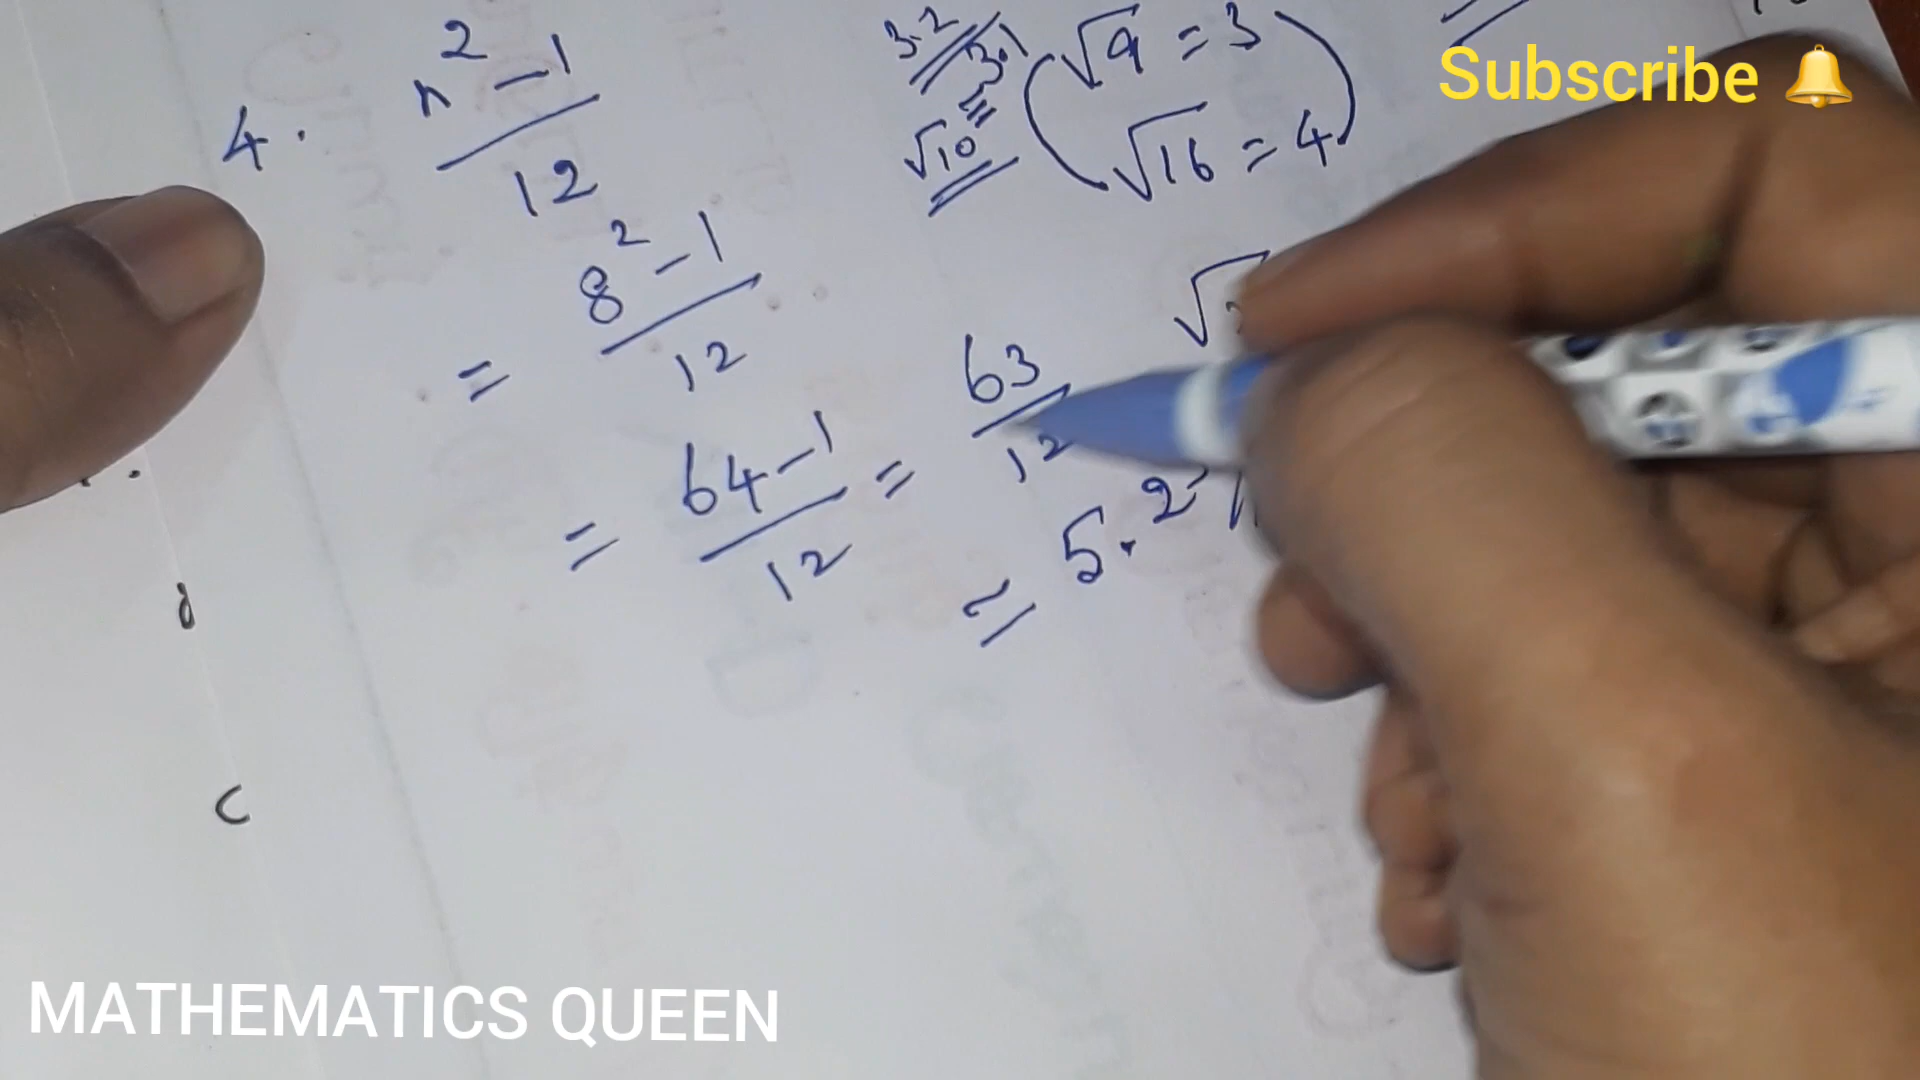 Subscribe 🔔
4. n² - 1 / 12
3.2 3.1
√10
(√9 = 3
√16 = 4)
= 8² - 1 / 12
= 64 - 1 / 12 = 63 / 12
≃ 5.2
d
c
MATHEMATICS QUEEN